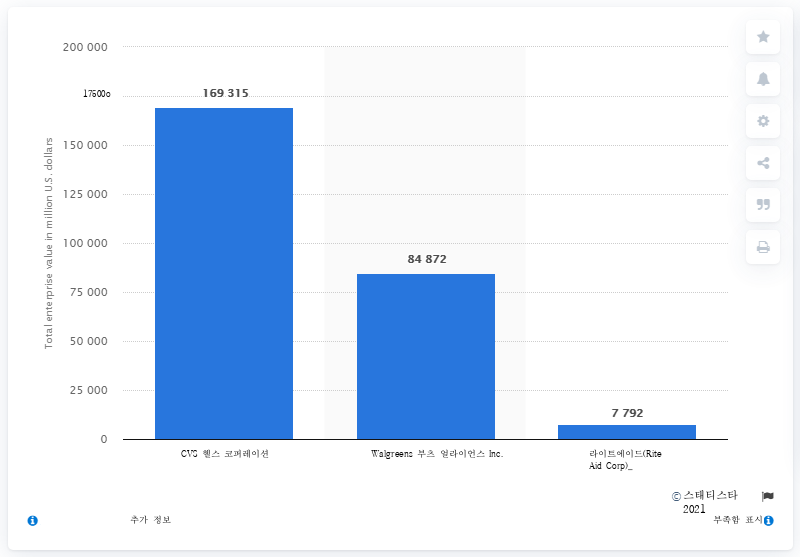 200 000
17500o
150 000
125 000
100 000
75 000
50 000
25 000
0
Total enterprise value in million U.S. dollars
169 315
84 872
7 792
CVS 헬스 코퍼레이션
Walgreens 부츠 얼라이언스 Inc.
라이트에이드(Rite
Aid Corp)_
© 스태티스타
2021
추가 정보
부족함 표시